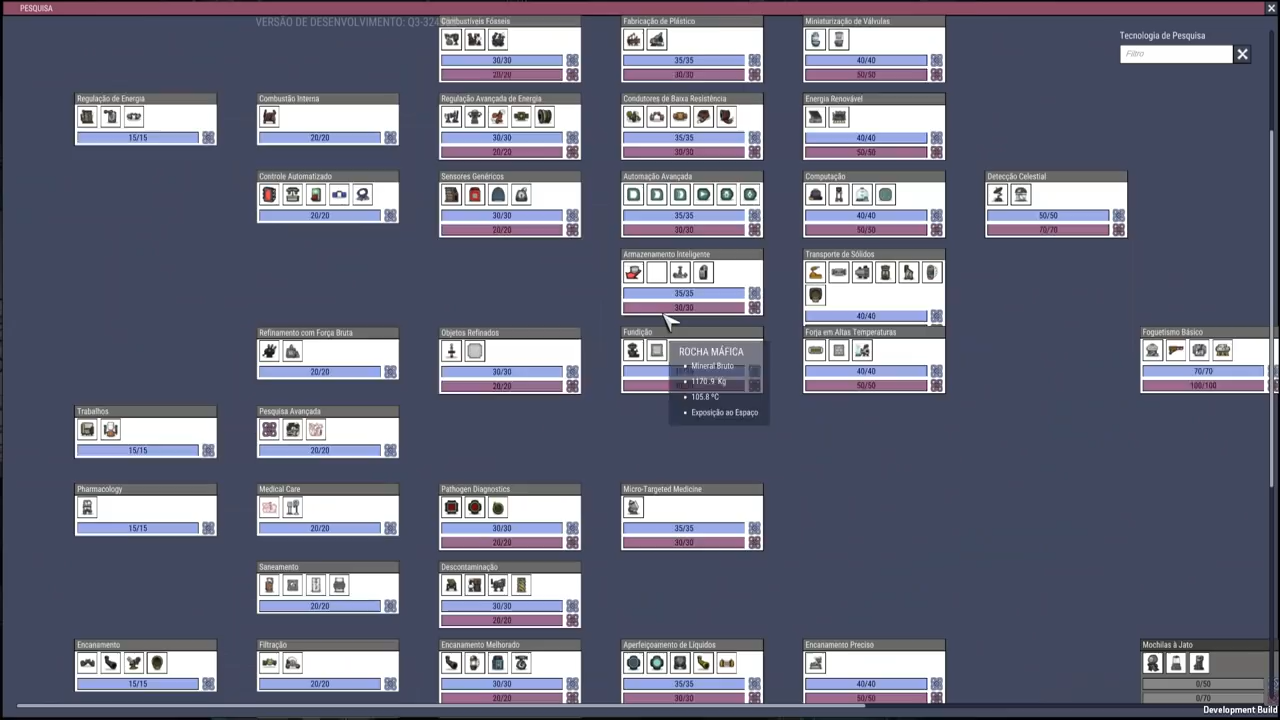 PESQUISA
VERSÃO DE DESENVOLVIMENTO: Q3-324
Combustíveis Fósseis
Fabricação de Plástico
Miniaturização de Válvulas
Tecnologia de Pesquisa
Filtro
30/30
35/35
40/40
20/20
30/30
50/50
Regulação de Energia
Combustão Interna
Regulação Avançada de Energia
Condutores de Baixa Resistência
Energia Renovável
15/15
20/20
30/30
35/35
40/40
20/20
30/30
50/50
Controle Automatizado
Sensores Genéricos
Automação Avançada
Computação
Detecção Celestial
20/20
30/30
35/35
40/40
50/50
20/20
30/30
50/50
70/70
Armazenamento Inteligente
Transporte de Sólidos
35/35
30/30
40/40
Refinamento com Força Bruta
Objetos Refinados
Fundição
Forja em Altas Temperaturas
Foguetismo Básico
20/20
30/30
40/40
70/70
20/20
50/50
100/100
ROCHA MÁFICA
• Mineral Bruto
• 1170 .9 Kg
• 105.8 ºC
• Exposição ao Espaço
Trabalhos
Pesquisa Avançada
15/15
20/20
Pharmacology
Medical Care
Pathogen Diagnostics
Micro-Targeted Medicine
15/15
20/20
30/30
35/35
20/20
30/30
Saneamento
Descontaminação
20/20
30/30
20/20
Encanamento
Filtração
Encanamento Melhorado
Aperfeiçoamento de Líquidos
Encanamento Preciso
Mochilas à Jato
15/15
20/20
30/30
35/35
40/40
0/50
20/20
30/30
50/50
0/70
Development Build